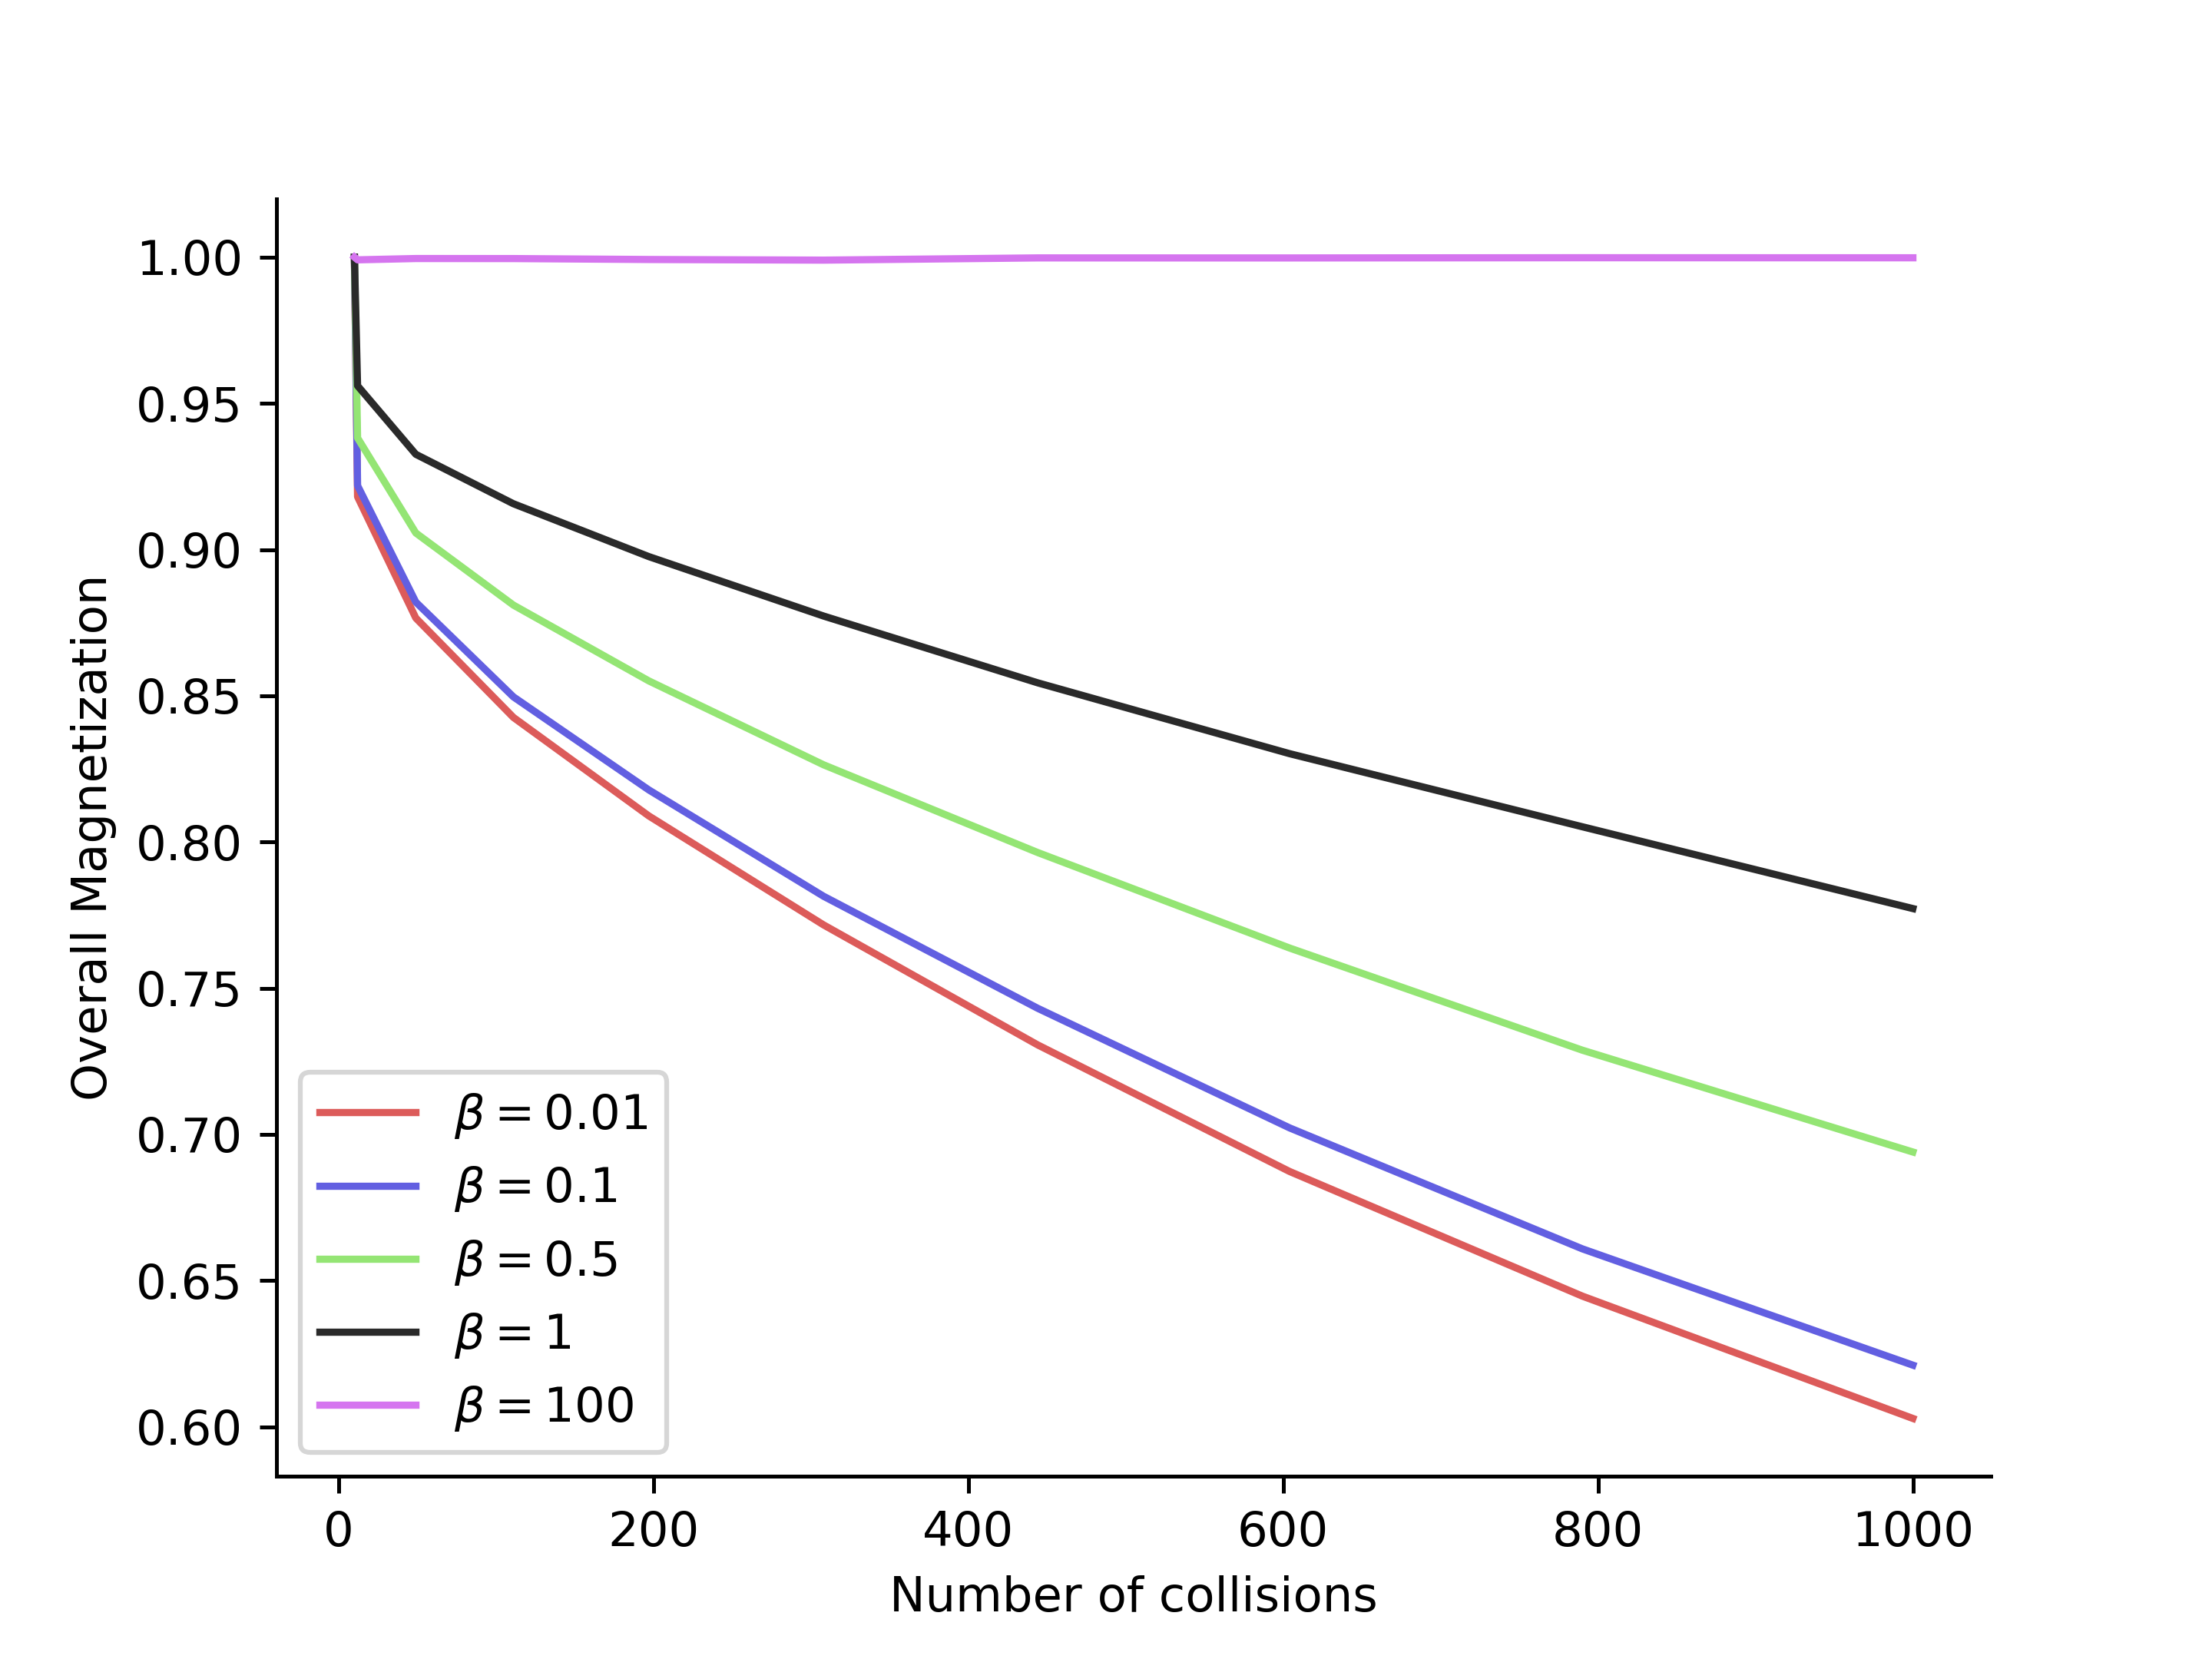 1.00
0.95
0.90
0.85
0.80
0.75
0.70
0.65
0.60
Overall Magnetization
β = 0.01
β = 0.1
β = 0.5
β = 1
β = 100
0 200 400 600 800 1000
Number of collisions